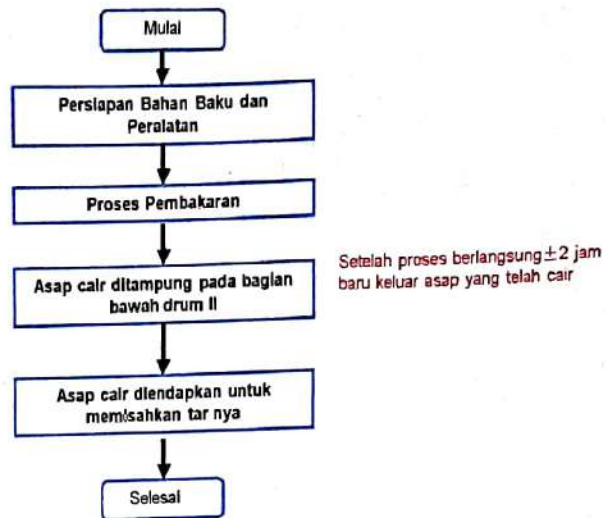 Mulai
Persiapan Bahan Baku dan
Peralatan
Proses Pembakaran
Asap cair ditampung pada bagian
bawah drum II
Setelah proses berlangsung ±2 jam
baru keluar asap yang telah cair
Asap cair diendapkan untuk
memisahkan tar nya
Selesai